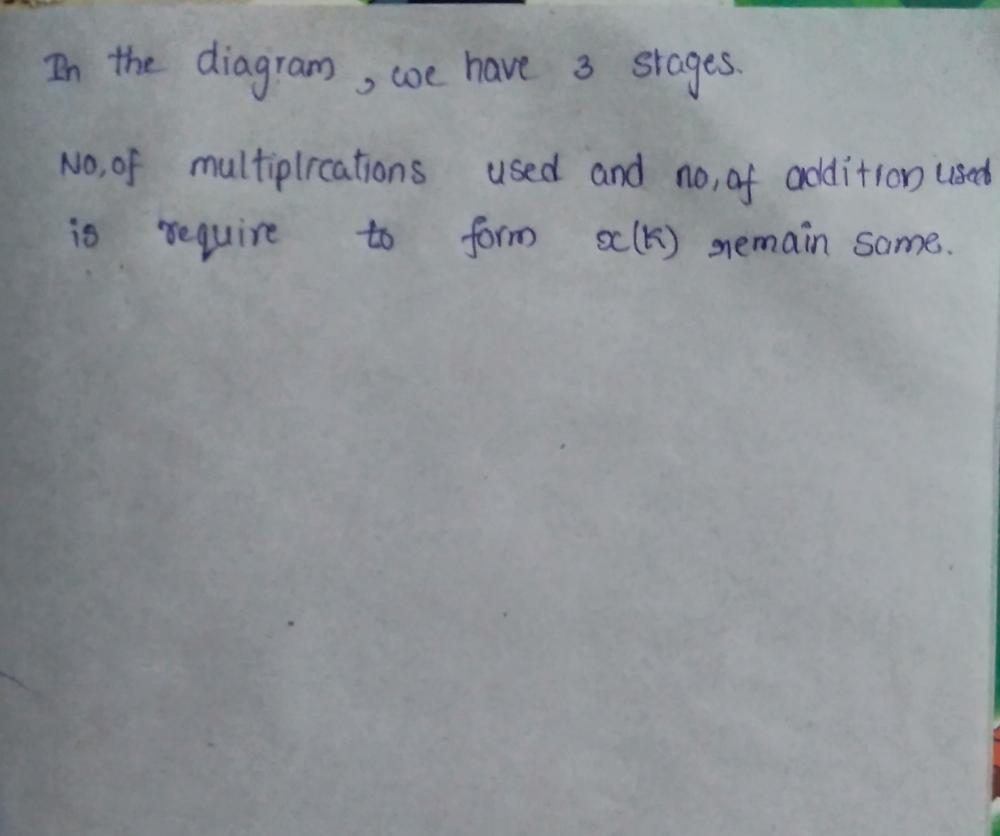 In the diagram, we have 3 stages.
No, of multiplications used and no, of addition used
is require to form x(K) remain same.